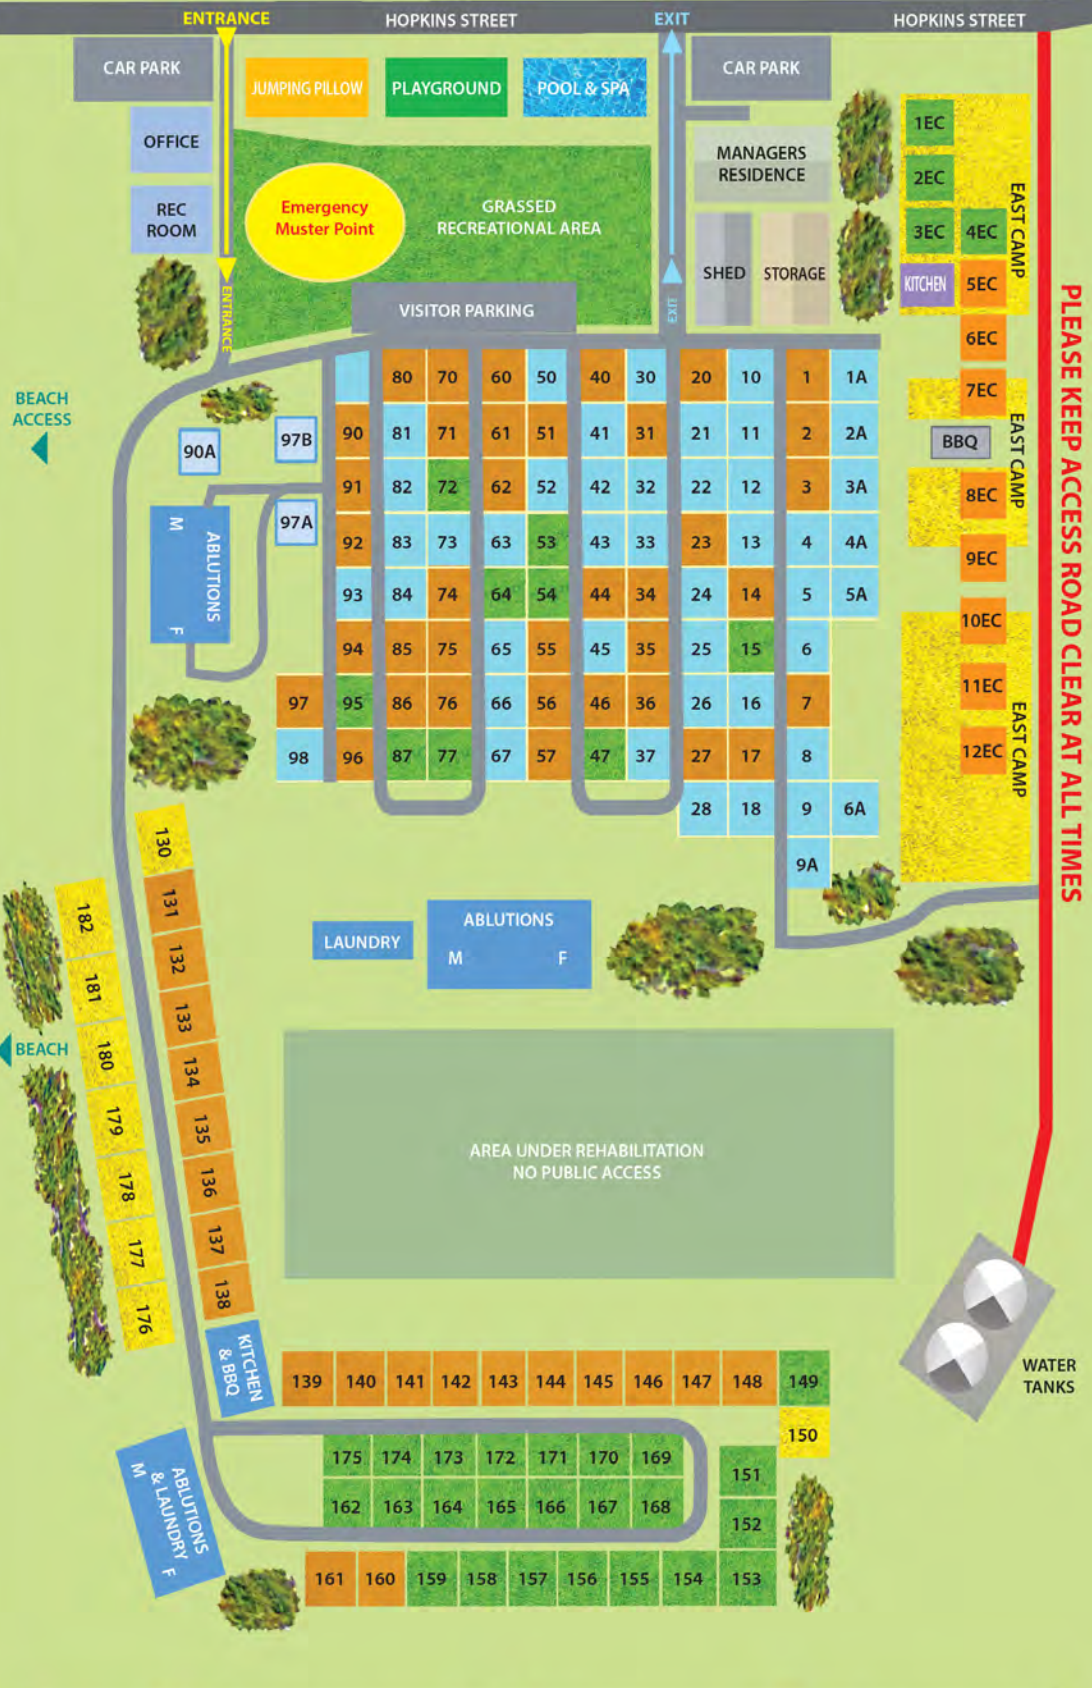 ENTRANCE
HOPKINS STREET
EXIT
HOPKINS STREET
CAR PARK
JUMPING PILLOW
PLAYGROUND
POOL & SPA
CAR PARK
OFFICE
REC
ROOM
Emergency
Muster Point
GRASSED
RECREATIONAL AREA
MANAGERS
RESIDENCE
SHED
STORAGE
VISITOR PARKING
ENTRANCE
EXIT
1EC
2EC
3EC
4EC
EAST CAMP
KITCHEN
5EC
6EC
7EC
BBQ
EAST CAMP
8EC
9EC
10EC
11EC
12EC
EAST CAMP
PLEASE KEEP ACCESS ROAD CLEAR AT ALL TIMES
BEACH
ACCESS
90A
97B
97A
M
ABLUTIONS
F
80 70 60 50 40 30 20 10 1 1A
90 81 71 61 51 41 31 21 11 2 2A
91 82 72 62 52 42 32 22 12 3 3A
92 83 73 63 53 43 33 23 13 4 4A
93 84 74 64 54 44 34 24 14 5 5A
94 85 75 65 55 45 35 25 15 6
97 95 86 76 66 56 46 36 26 16 7
98 96 87 77 67 57 47 37 27 17 8
28 18 9 6A
9A
LAUNDRY
ABLUTIONS
M F
130
131
132
133
134
135
136
137
138
182
181
180
179
178
177
176
BEACH
AREA UNDER REHABILITATION
NO PUBLIC ACCESS
WATER
TANKS
KITCHEN
& BBQ
139 140 141 142 143 144 145 146 147 148 149
150
175 174 173 172 171 170 169
151
162 163 164 165 166 167 168
152
161 160 159 158 157 156 155 154 153
ABLUTIONS
& LAUNDRY
M F